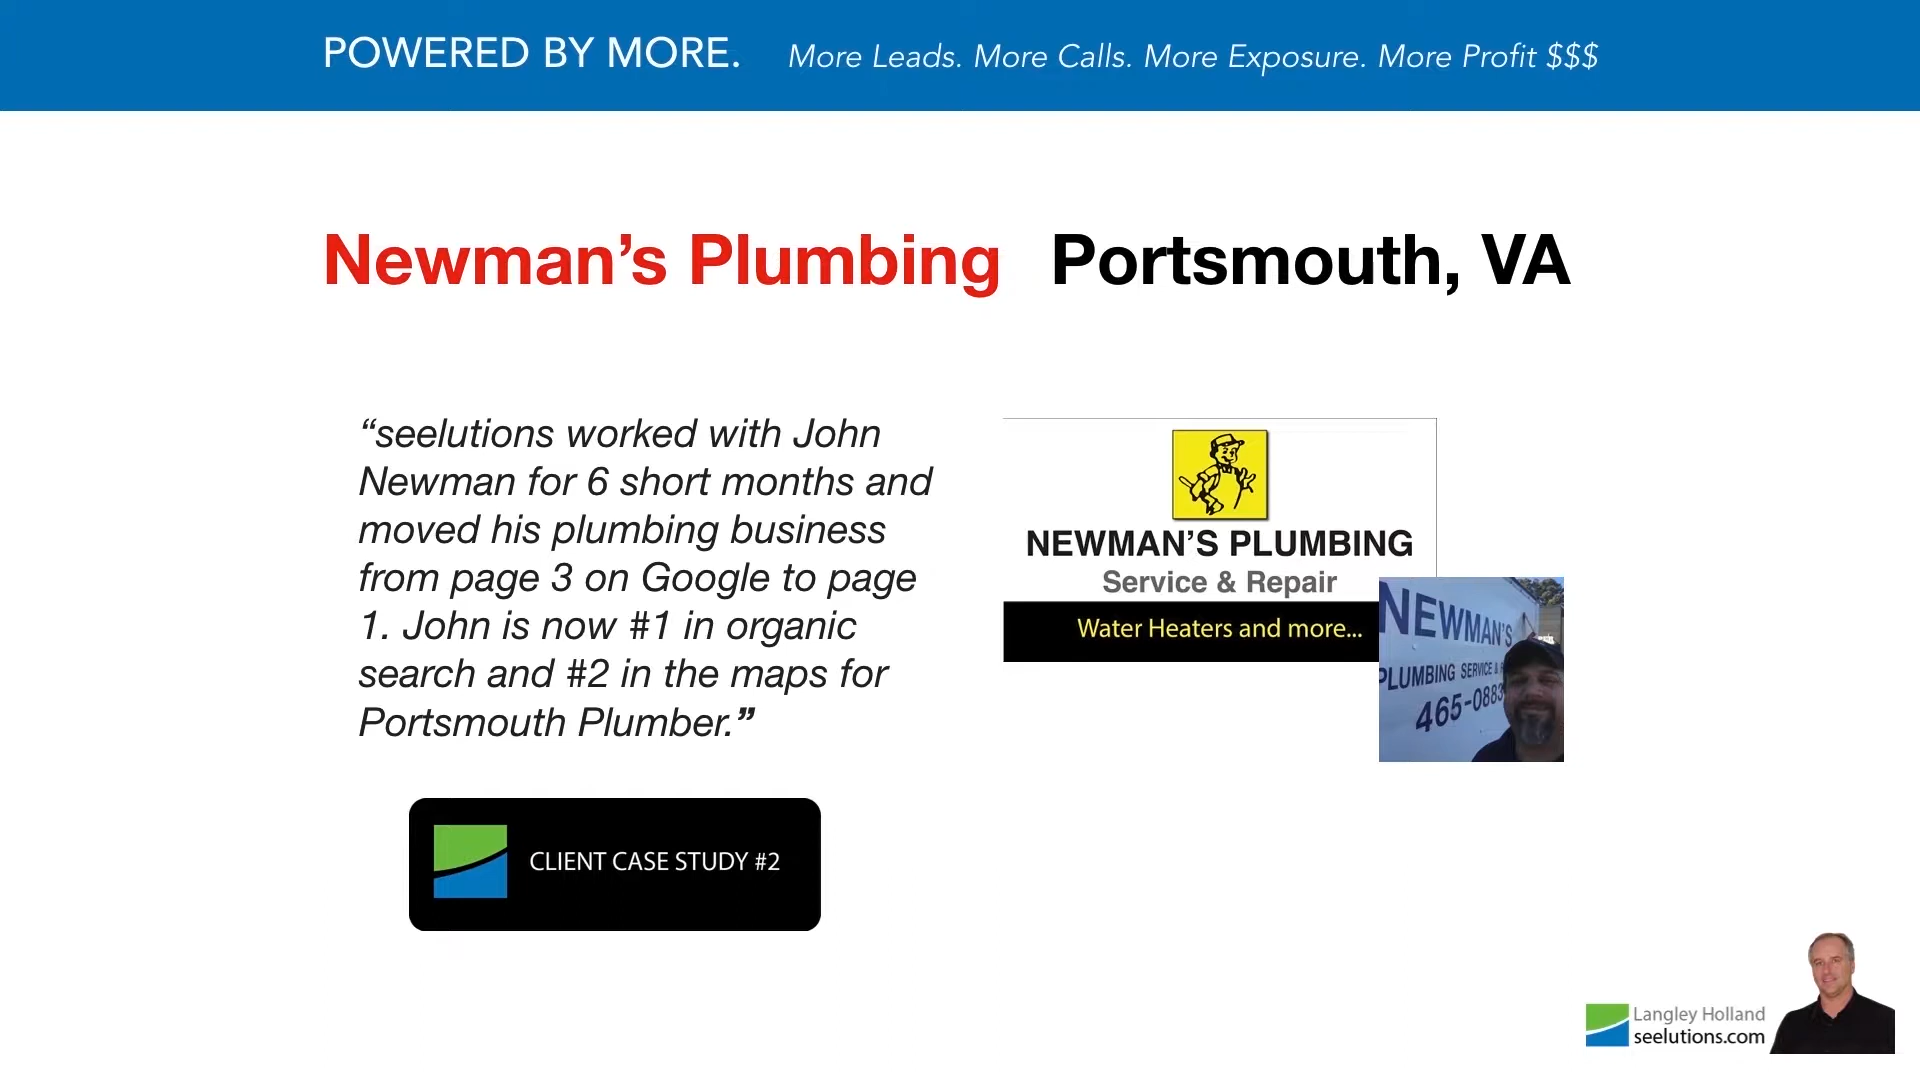 POWERED BY MORE. More Leads. More Calls. More Exposure. More Profit $$$
Newman’s Plumbing Portsmouth, VA
“seelutions worked with John
Newman for 6 short months and
moved his plumbing business
from page 3 on Google to page
1. John is now #1 in organic
search and #2 in the maps for
Portsmouth Plumber.”
NEWMAN’S PLUMBING
Service & Repair
Water Heaters and more...
NEWMAN'S
PLUMBING SERVICE &
465-0883
CLIENT CASE STUDY #2
Langley Holland
seelutions.com